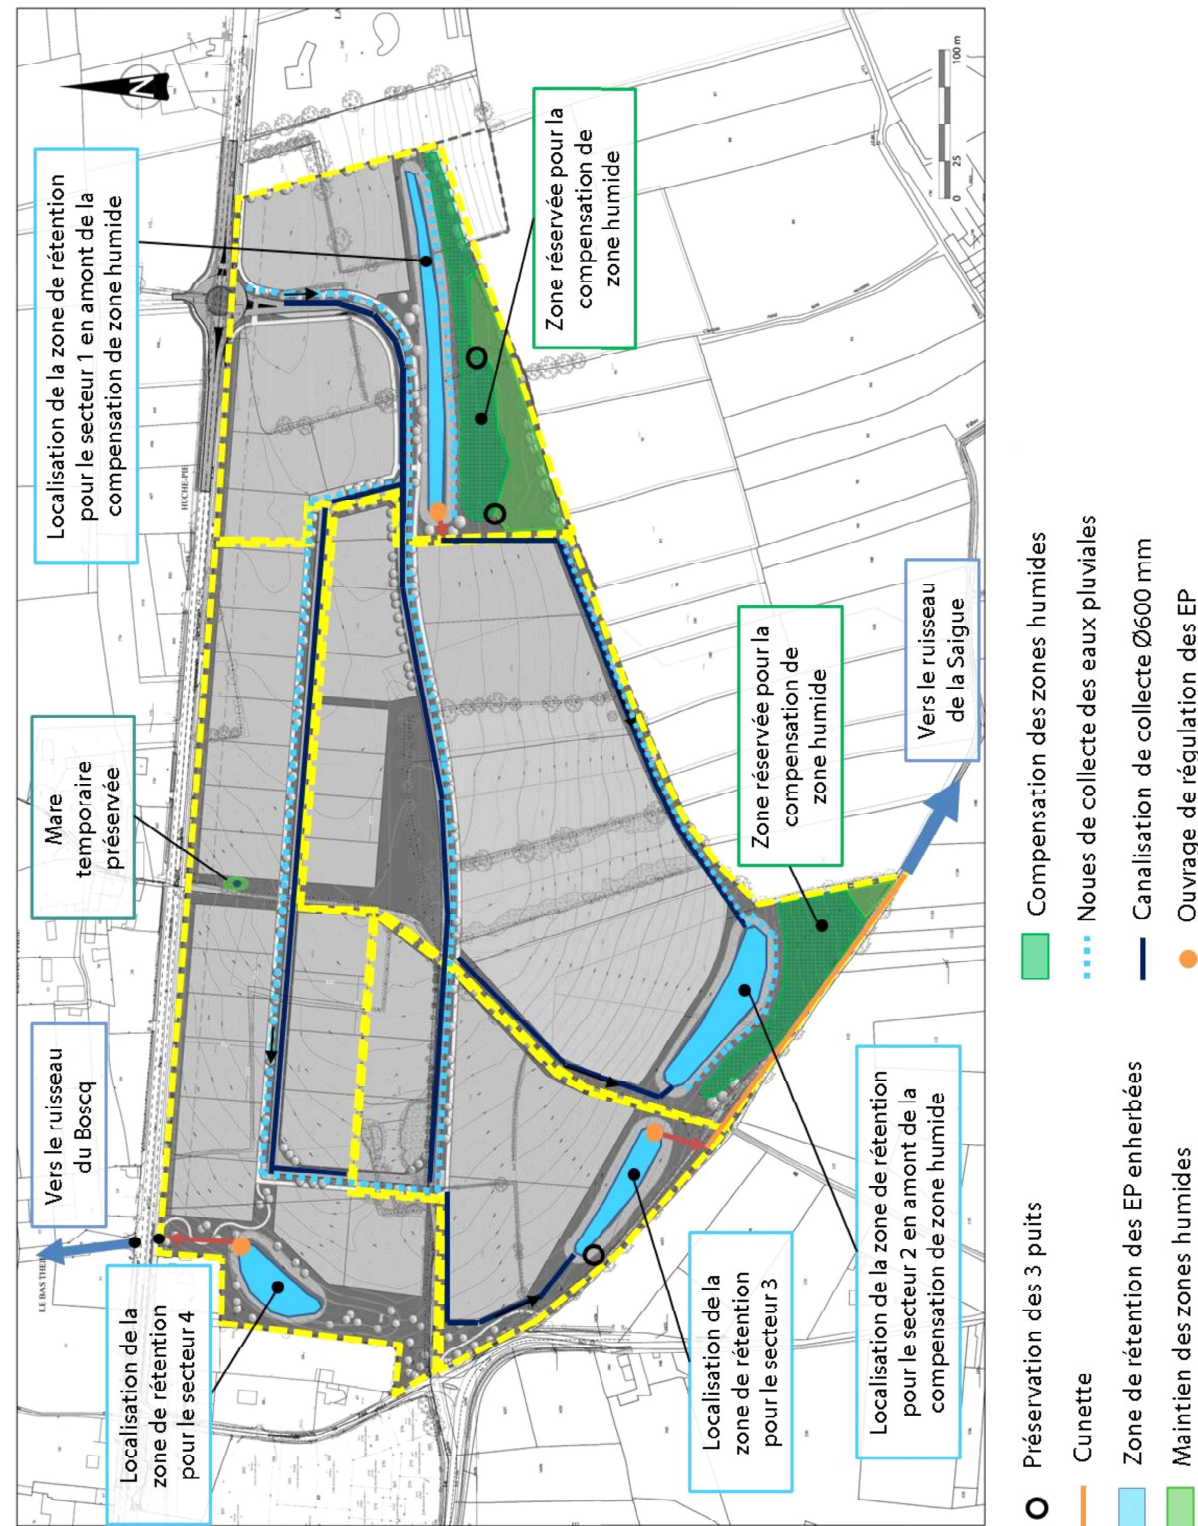 Vers le ruisseau
du Boscq
Mare
temporaire
préservée
Localisation de la zone de rétention
pour le secteur 1 en amont de la
compensation de zone humide
LE BAS THE
HUCHE-PIE
LA
N
Localisation de la
zone de rétention
pour le secteur 4
Zone réservée pour la
compensation de
zone humide
Localisation de la
zone de rétention
pour le secteur 3
Zone réservée pour la
compensation de
zone humide
Localisation de la zone de rétention
pour le secteur 2 en amont de la
compensation de zone humide
Vers le ruisseau
de la Saigue
0 25 100 m
Préservation des 3 puits
Cunette
Zone de rétention des EP enherbées
Maintien des zones humides
Compensation des zones humides
Noues de collecte des eaux pluviales
Canalisation de collecte Ø600 mm
Ouvrage de régulation des EP